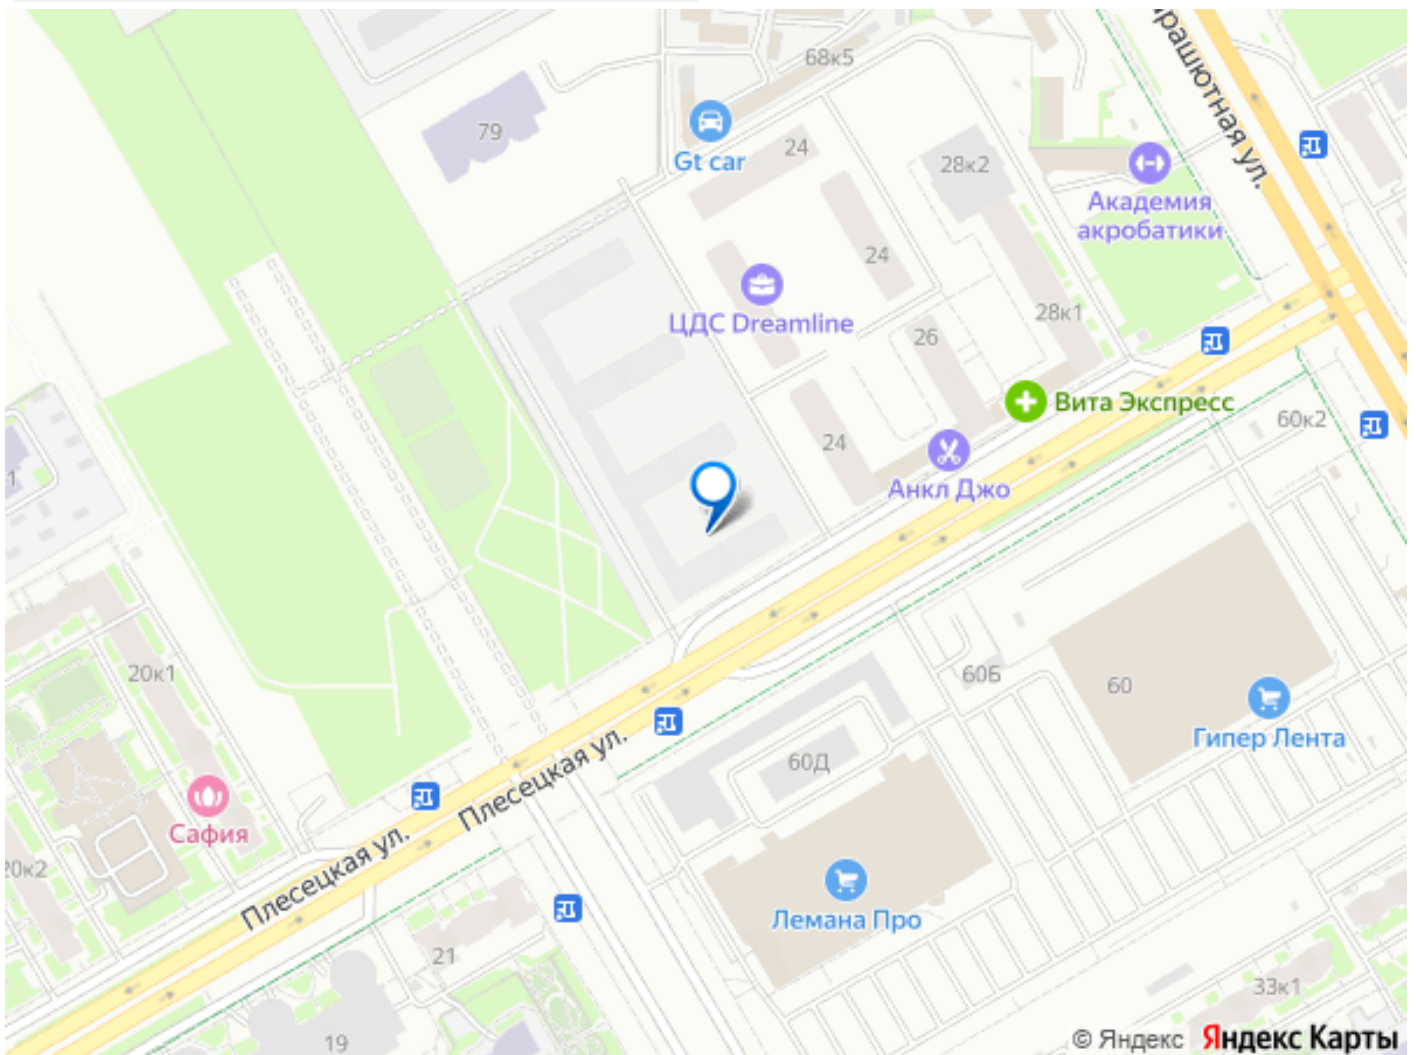 68к5
рашютная ул.
79
Gt car
24
28к2
Академия
акробатики
24
ЦДС Dreamline
28к1
26
Вита Экспресс
60к2
24
Анкл Джо
1
20к1
60Б
60
Гипер Лента
Плесецкая ул.
60Д
Сафия
Плесецкая ул.
20к2
Лемана Про
21
33к1
19
© Яндекс Яндекс Карты